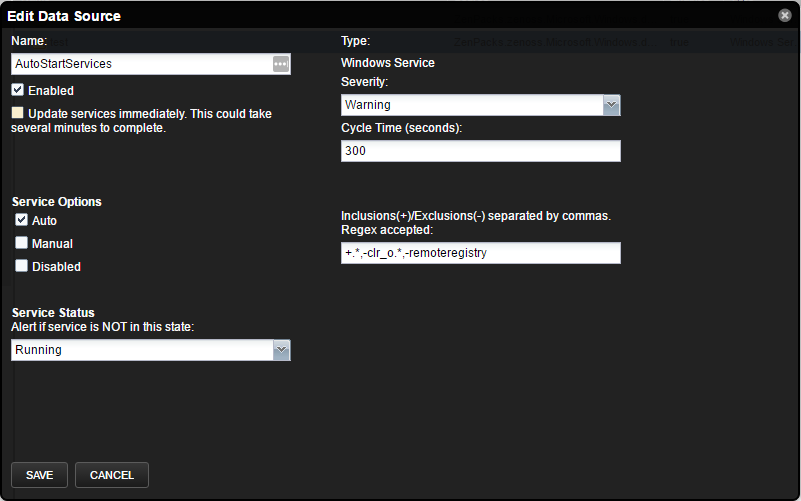 Edit Data Source
Name:
AutoStartServices
Enabled
Update services immediately. This could take
several minutes to complete.
Type:
Windows Service
Severity:
Warning
Cycle Time (seconds):
300
Service Options
Auto
Manual
Disabled
Inclusions(+)/Exclusions(-) separated by commas.
Regex accepted:
+.*,-clr_o.*,-remoteregistry
Service Status
Alert if service is NOT in this state:
Running
SAVE
CANCEL